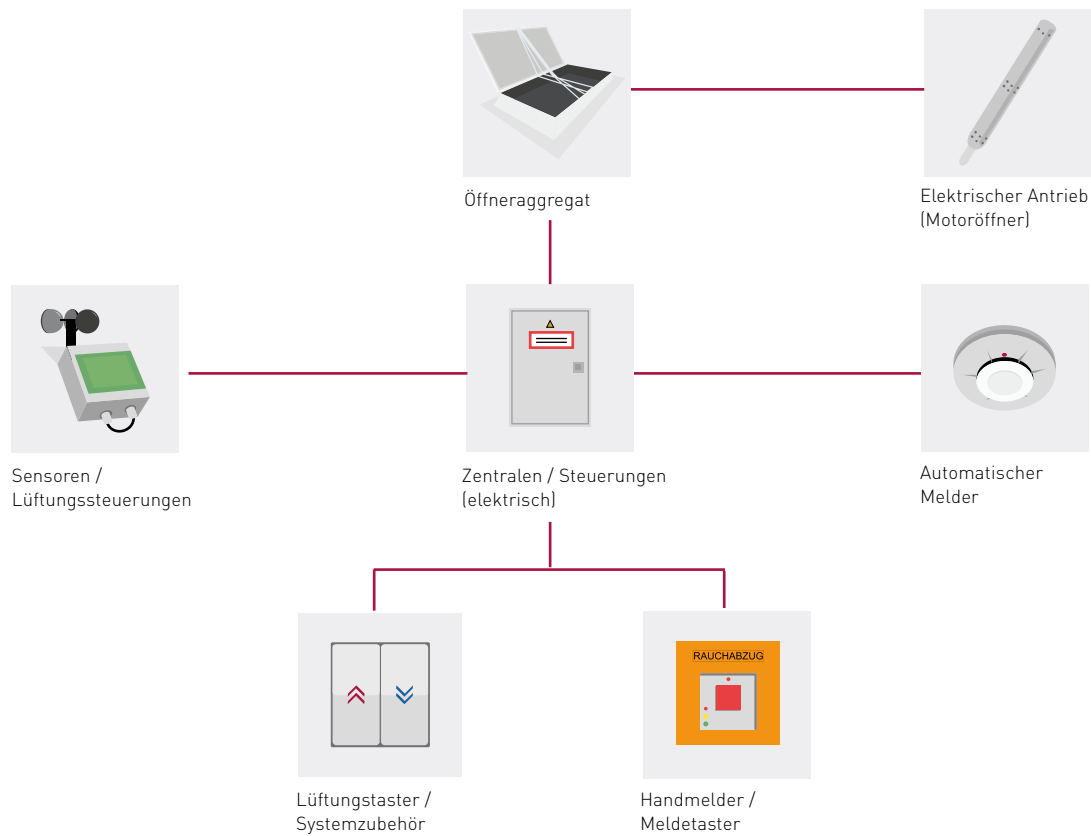 Öffneraggregat
Elektrischer Antrieb
(Motoröffner)
Sensoren /
Lüftungssteuerungen
Zentralen / Steuerungen
(elektrisch)
Automatischer
Melder
RAUCHABZUG
Lüftungstaster /
Systemzubehör
Handmelder /
Meldetaster